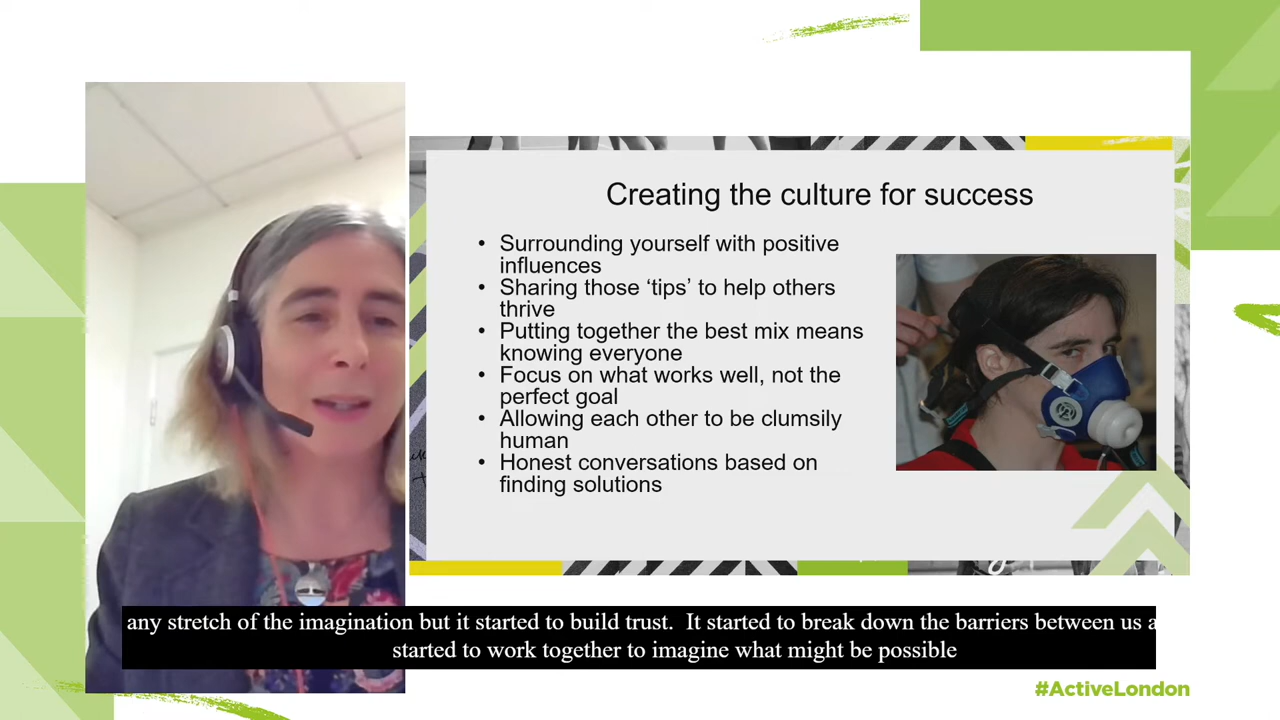 Creating the culture for success
• Surrounding yourself with positive
influences
• Sharing those ‘tips’ to help others
thrive
• Putting together the best mix means
knowing everyone
• Focus on what works well, not the
perfect goal
• Allowing each other to be clumsily
human
• Honest conversations based on
finding solutions
any stretch of the imagination but it started to build trust.  It started to break down the barriers between us a
started to work together to imagine what might be possible
#ActiveLondon